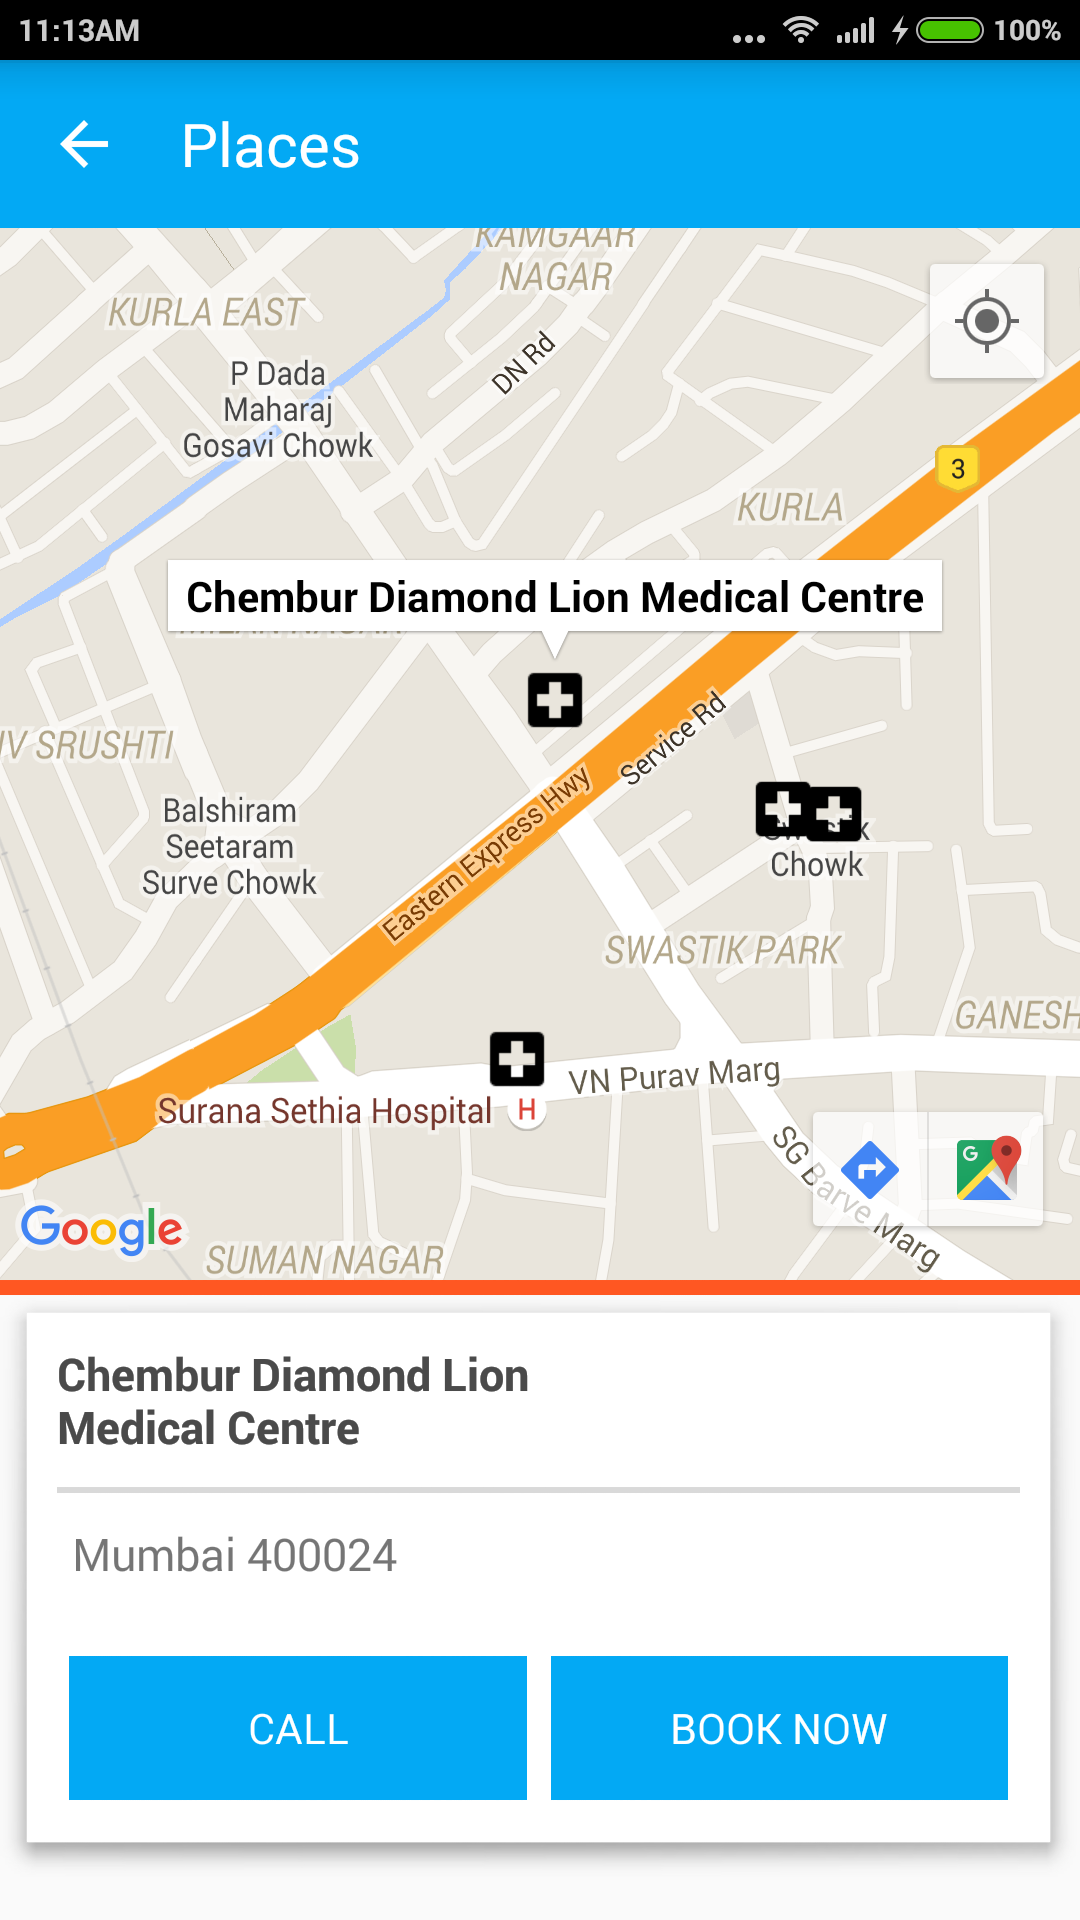 11:13AM
100%
Places
KAMGAAR
NAGAR
KURLA EAST
DN Rd
P Dada
Maharaj
Gosavi Chowk
3
KURLA
Chembur Diamond Lion Medical Centre
Service Rd
SRUSHTI
Eastern Express Hwy
Balshiram
Seetaram
Surve Chowk
Chowk
SWASTIK PARK
GANESH
VN Purav Marg
Surana Sethia Hospital
H
SG Barve Marg
G
Google
SUMAN NAGAR
Chembur Diamond Lion
Medical Centre
Mumbai 400024
CALL
BOOK NOW